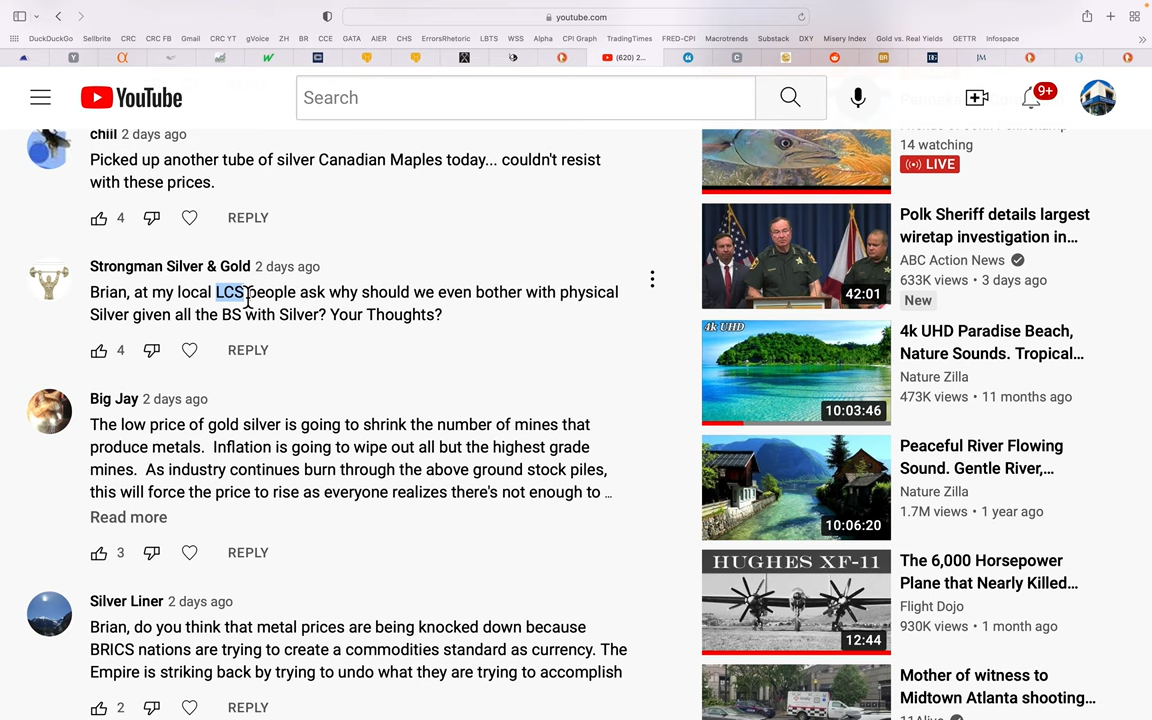 youtube.com
DuckDuckGo Sellbrite CRC CRC FB Gmail CRC YT gVoice ZH BR CCE GATA AIER CHS ErrorsRhetoric LBTS WSS Alpha CPI Graph TradingTimes FRED-CPI Macrotrends Substack DXY Misery Index Gold vs. Real Yields GETTR Infospace
(620) 2...
YouTube
Search
9+
chiil 2 days ago
Picked up another tube of silver Canadian Maples today... couldn't resist
with these prices.
4 REPLY
Strongman Silver & Gold 2 days ago
Brian, at my local LCS people ask why should we even bother with physical
Silver given all the BS with Silver? Your Thoughts?
4 REPLY
Big Jay 2 days ago
The low price of gold silver is going to shrink the number of mines that
produce metals. Inflation is going to wipe out all but the highest grade
mines. As industry continues burn through the above ground stock piles,
this will force the price to rise as everyone realizes there's not enough to ...
Read more
3 REPLY
Silver Liner 2 days ago
Brian, do you think that metal prices are being knocked down because
BRICS nations are trying to create a commodities standard as currency. The
Empire is striking back by trying to undo what they are trying to accomplish
2 REPLY
14 watching
LIVE
42:01
Polk Sheriff details largest
wiretap investigation in...
ABC Action News
633K views • 3 days ago
New
4k UHD
10:03:46
4k UHD Paradise Beach,
Nature Sounds. Tropical...
Nature Zilla
473K views • 11 months ago
10:06:20
Peaceful River Flowing
Sound. Gentle River,...
Nature Zilla
1.7M views • 1 year ago
HUGHES XF-11
12:44
The 6,000 Horsepower
Plane that Nearly Killed...
Flight Dojo
930K views • 1 month ago
Mother of witness to
Midtown Atlanta shooting...